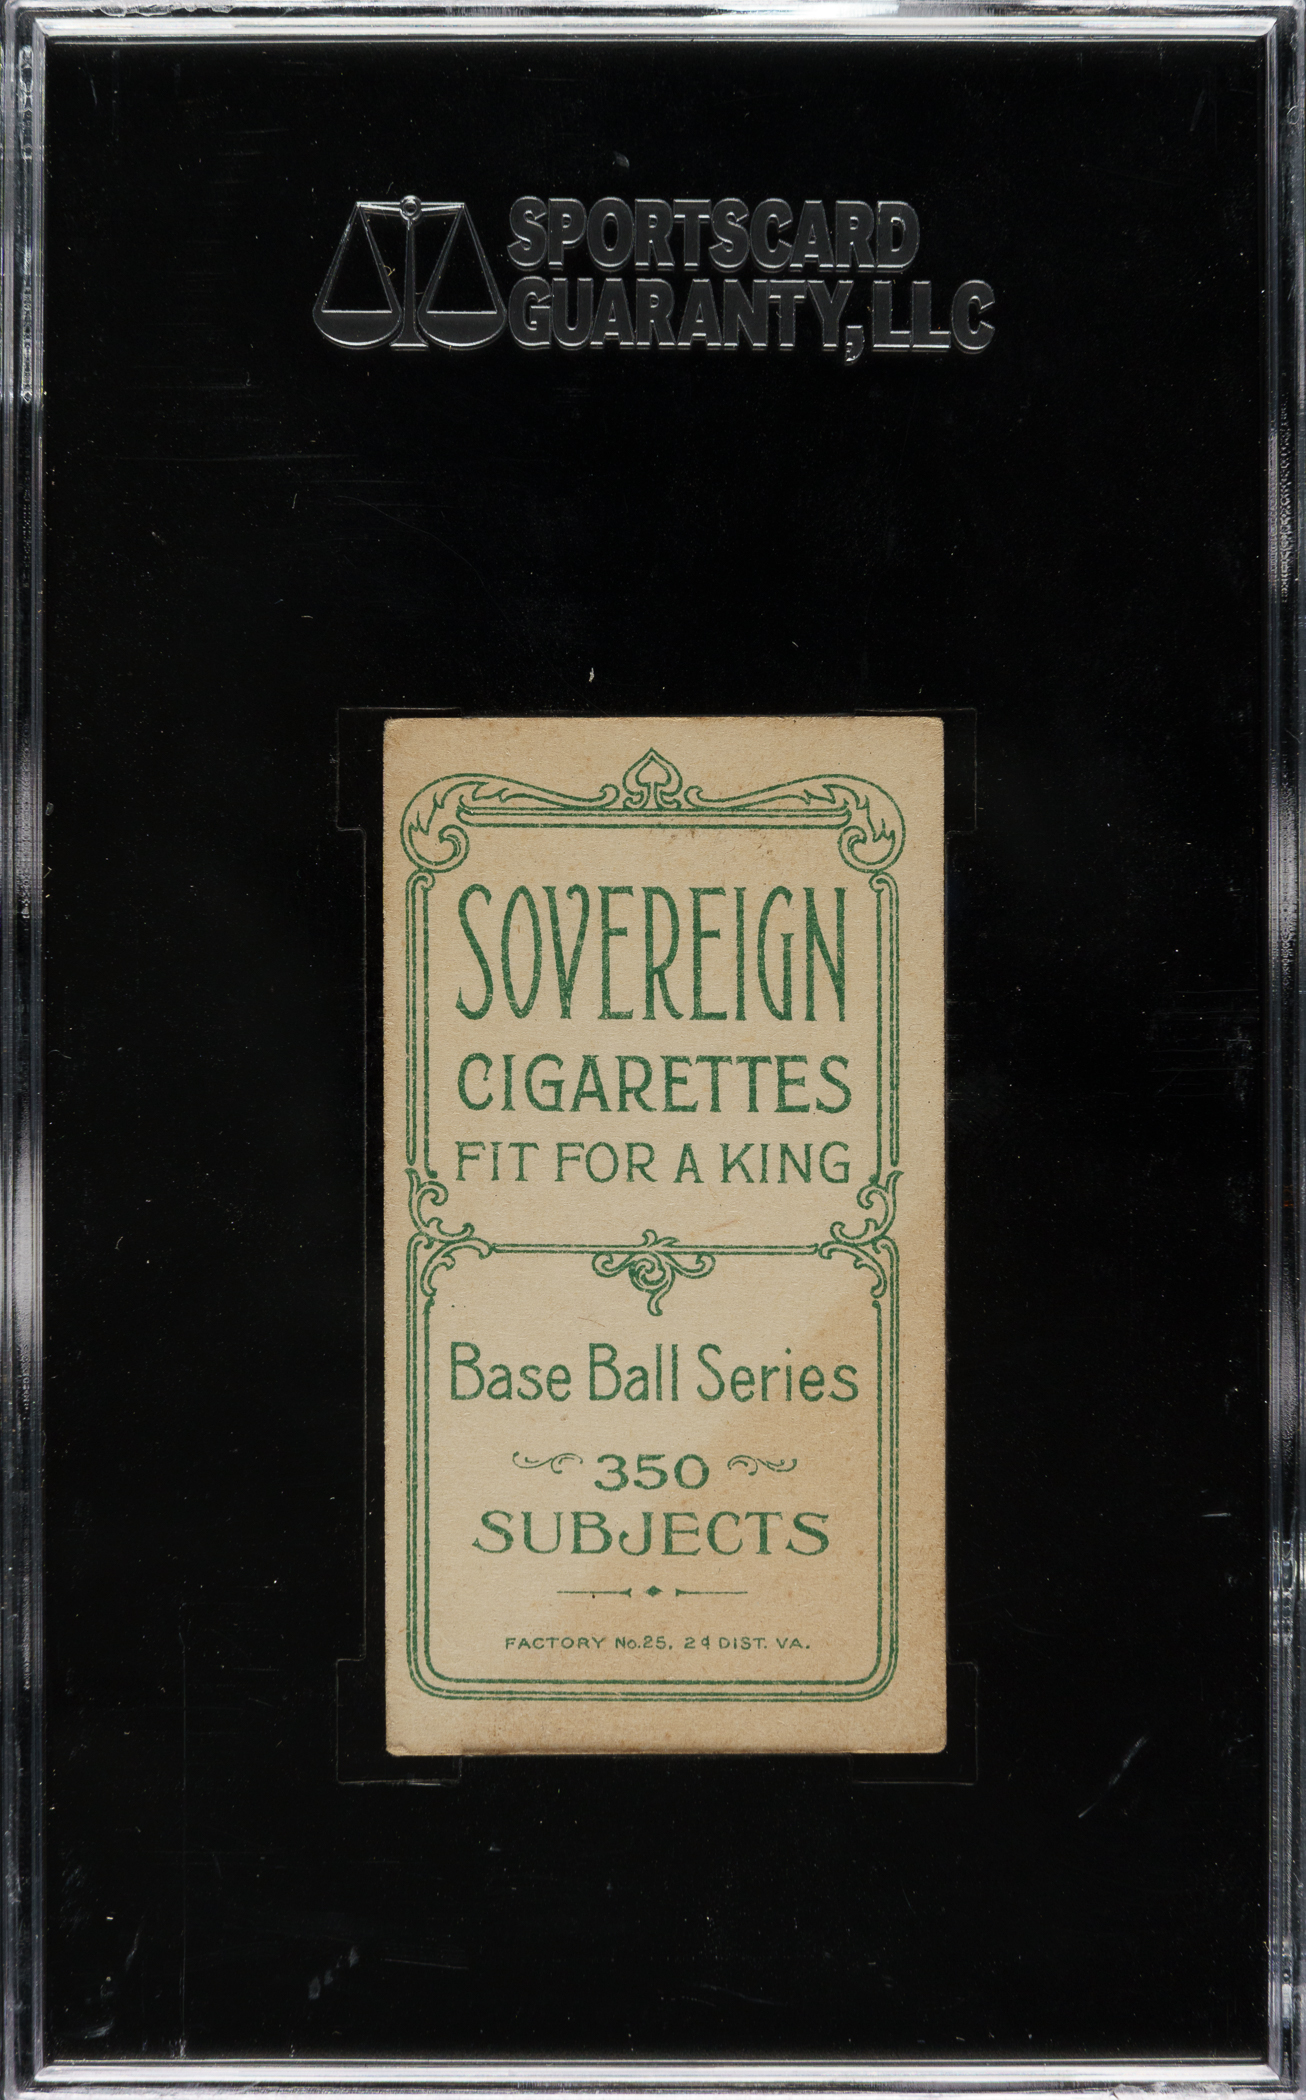 SPORTSCARD
GUARANTY, LLC
SOVEREIGN
CIGARETTES
FIT FOR A KING
Base Ball Series
350
SUBJECTS
FACTORY No. 25, 2d DIST. VA.